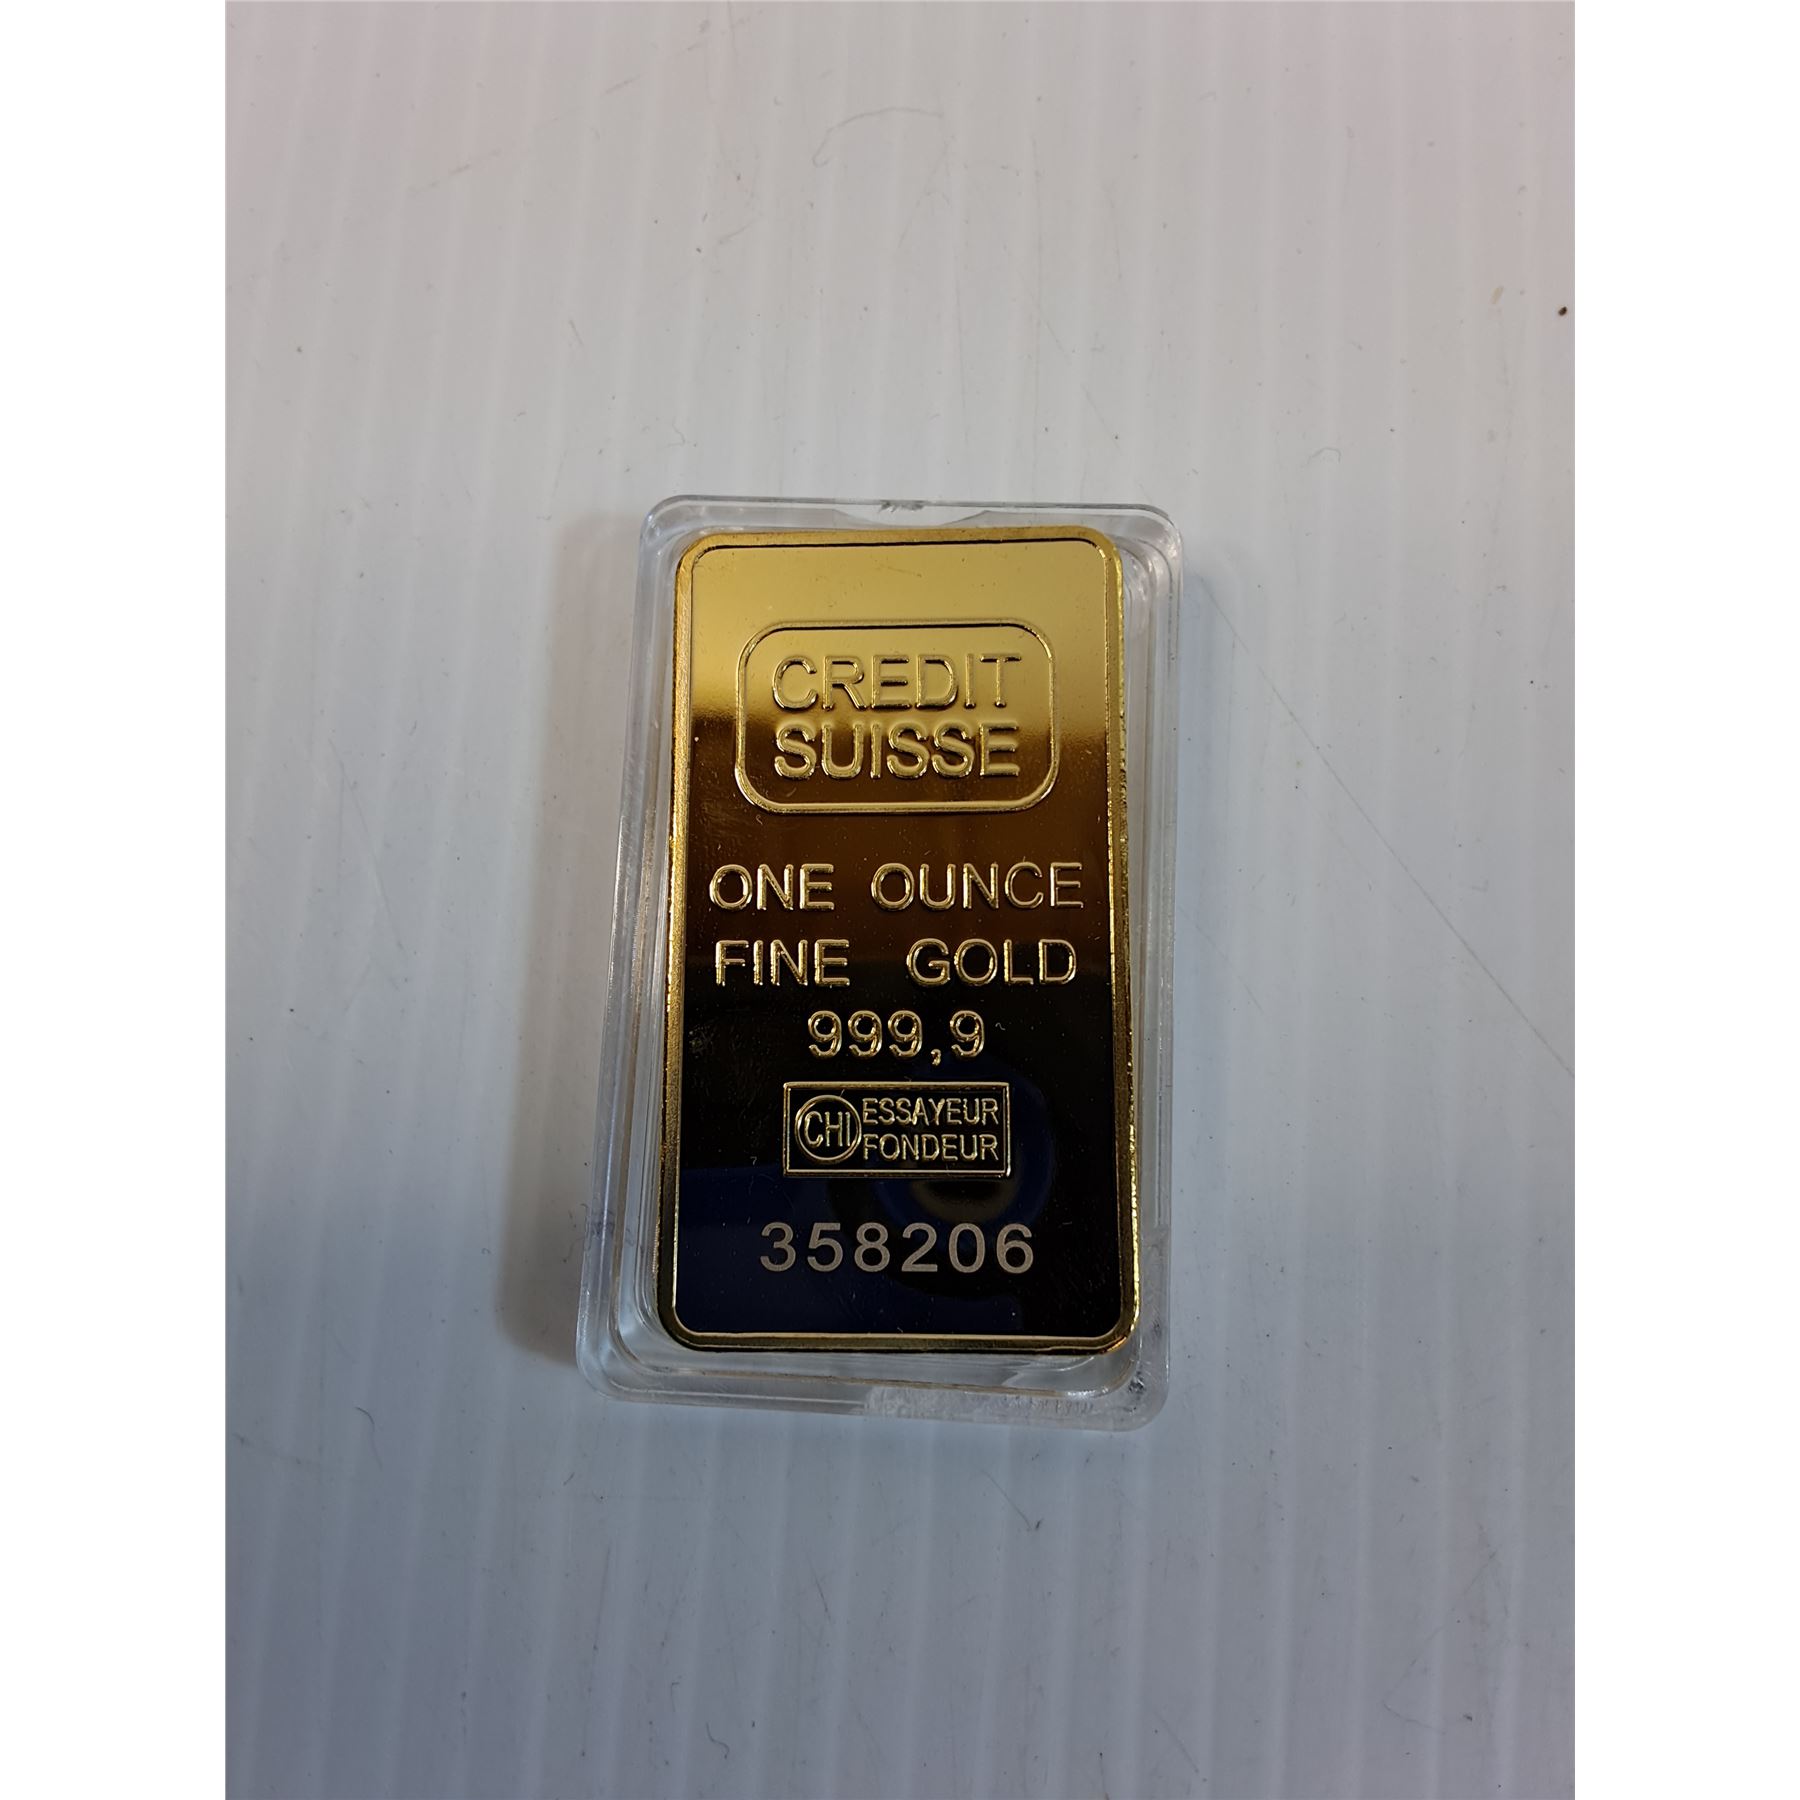 CREDIT
SUISSE
ONE OUNCE
FINE GOLD
999,9
CHI ESSAYEUR
FONDEUR
358206